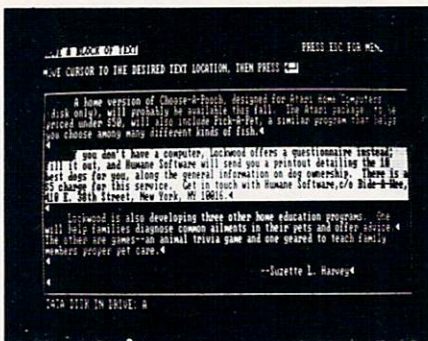 MOVE A BLOCK OF TEXT PRESS ESC FOR MENU
MOVE CURSOR TO THE DESIRED TEXT LOCATION, THEN PRESS
A home version of Choose-A-Pooch, designed for Atari Home Computers
(disk only), will probably be available this fall. The Atari package, to be
priced under $50, will also include Pick-A-Pet, a similar program that helps
you choose among many different kinds of fish.
If you don't have a computer, Lockwood offers a questionnaire instead.
Fill it out, and Humane Software will send you a printout detailing the 10
best dogs for you, along the general information on dog ownership. There is a
$5 charge for this service. Get in touch with Humane Software,c/o Bide-A-Wee,
410 E. 38th Street, New York, NY 10016.
Lockwood is also developing three other home education programs. One
will help families diagnose common ailments in their pets and offer advice.
The other are games--an animal trivia game and one geared to teach family
members proper pet care.
--Suzette L. Harvey
DATA DISK IN DRIVE: A